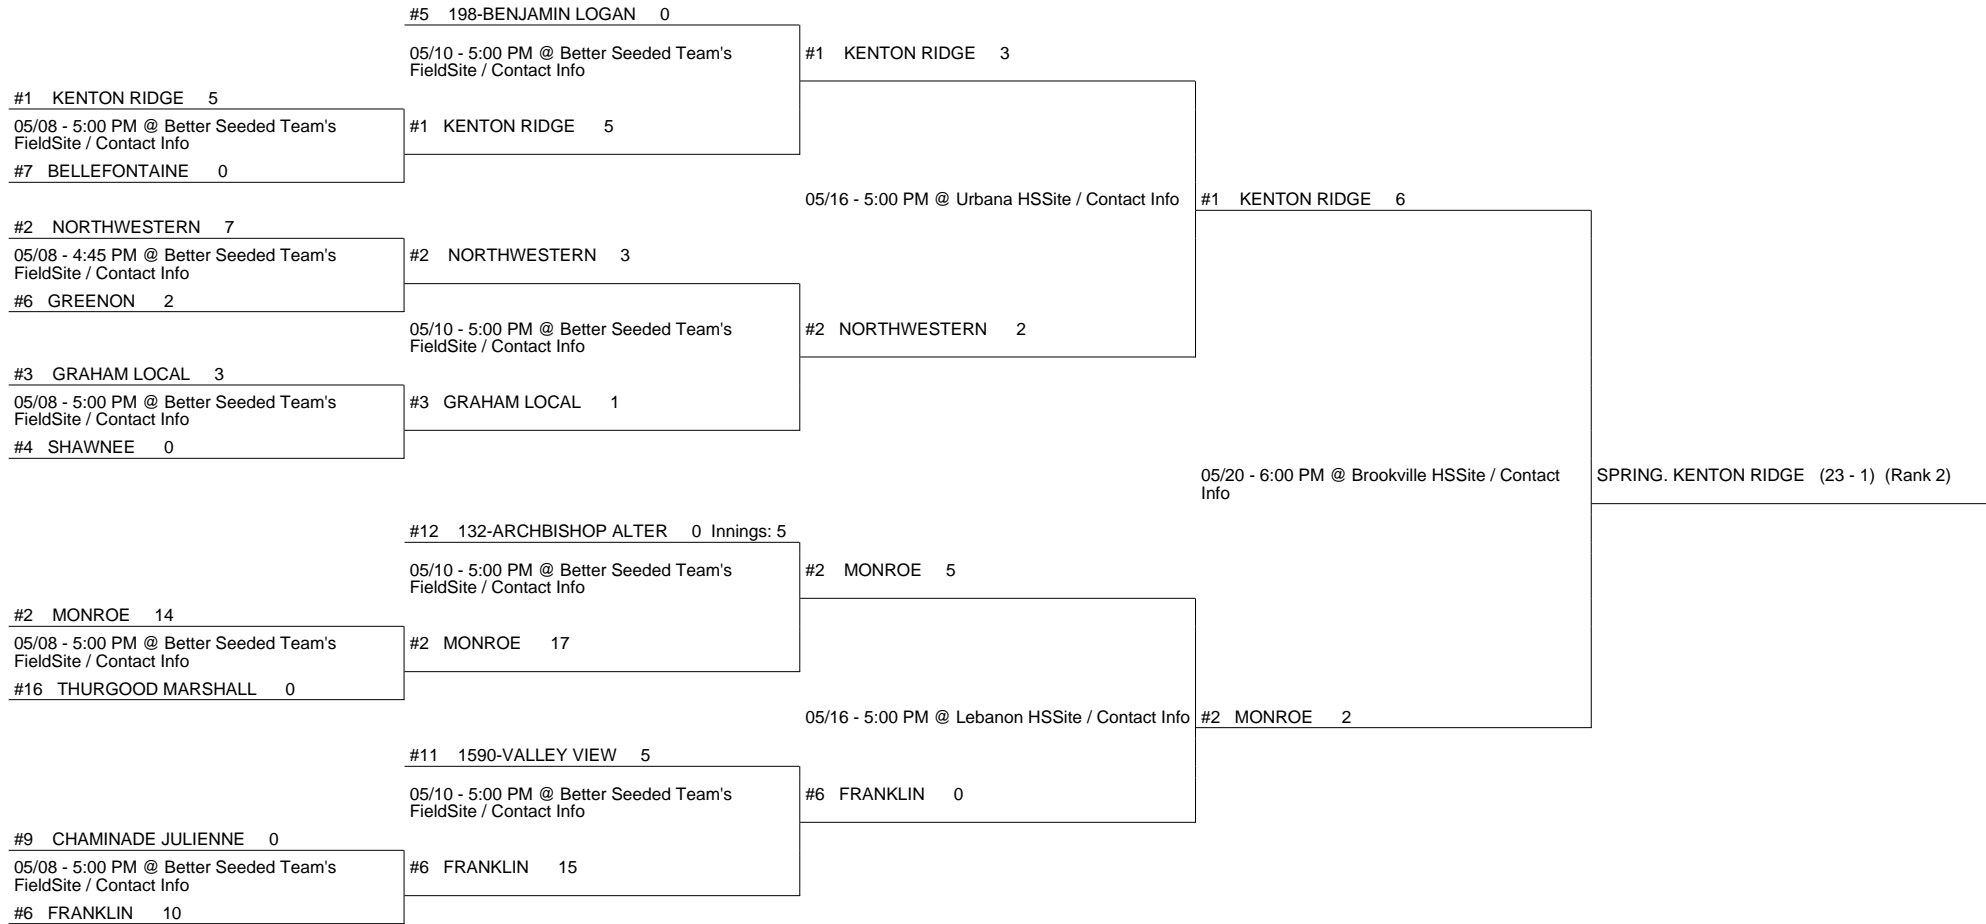 #5 198-BENJAMIN LOGAN 0
05/10 - 5:00 PM @ Better Seeded Team's
FieldSite / Contact Info
#1 KENTON RIDGE 3
#1 KENTON RIDGE 5
05/08 - 5:00 PM @ Better Seeded Team's
FieldSite / Contact Info
#7 BELLEFONTAINE 0
#1 KENTON RIDGE 5
05/16 - 5:00 PM @ Urbana HSSite / Contact Info
#1 KENTON RIDGE 6
#2 NORTHWESTERN 7
05/08 - 4:45 PM @ Better Seeded Team's
FieldSite / Contact Info
#6 GREENON 2
#2 NORTHWESTERN 3
05/10 - 5:00 PM @ Better Seeded Team's
FieldSite / Contact Info
#2 NORTHWESTERN 2
#3 GRAHAM LOCAL 3
05/08 - 5:00 PM @ Better Seeded Team's
FieldSite / Contact Info
#4 SHAWNEE 0
#3 GRAHAM LOCAL 1
05/20 - 6:00 PM @ Brookville HSSite / Contact
Info
SPRING. KENTON RIDGE (23 - 1) (Rank 2)
#12 132-ARCHBISHOP ALTER 0 Innings: 5
05/10 - 5:00 PM @ Better Seeded Team's
FieldSite / Contact Info
#2 MONROE 5
#2 MONROE 14
05/08 - 5:00 PM @ Better Seeded Team's
FieldSite / Contact Info
#16 THURGOOD MARSHALL 0
#2 MONROE 17
05/16 - 5:00 PM @ Lebanon HSSite / Contact Info
#2 MONROE 2
#11 1590-VALLEY VIEW 5
05/10 - 5:00 PM @ Better Seeded Team's
FieldSite / Contact Info
#6 FRANKLIN 0
#9 CHAMINADE JULIENNE 0
05/08 - 5:00 PM @ Better Seeded Team's
FieldSite / Contact Info
#6 FRANKLIN 10
#6 FRANKLIN 15